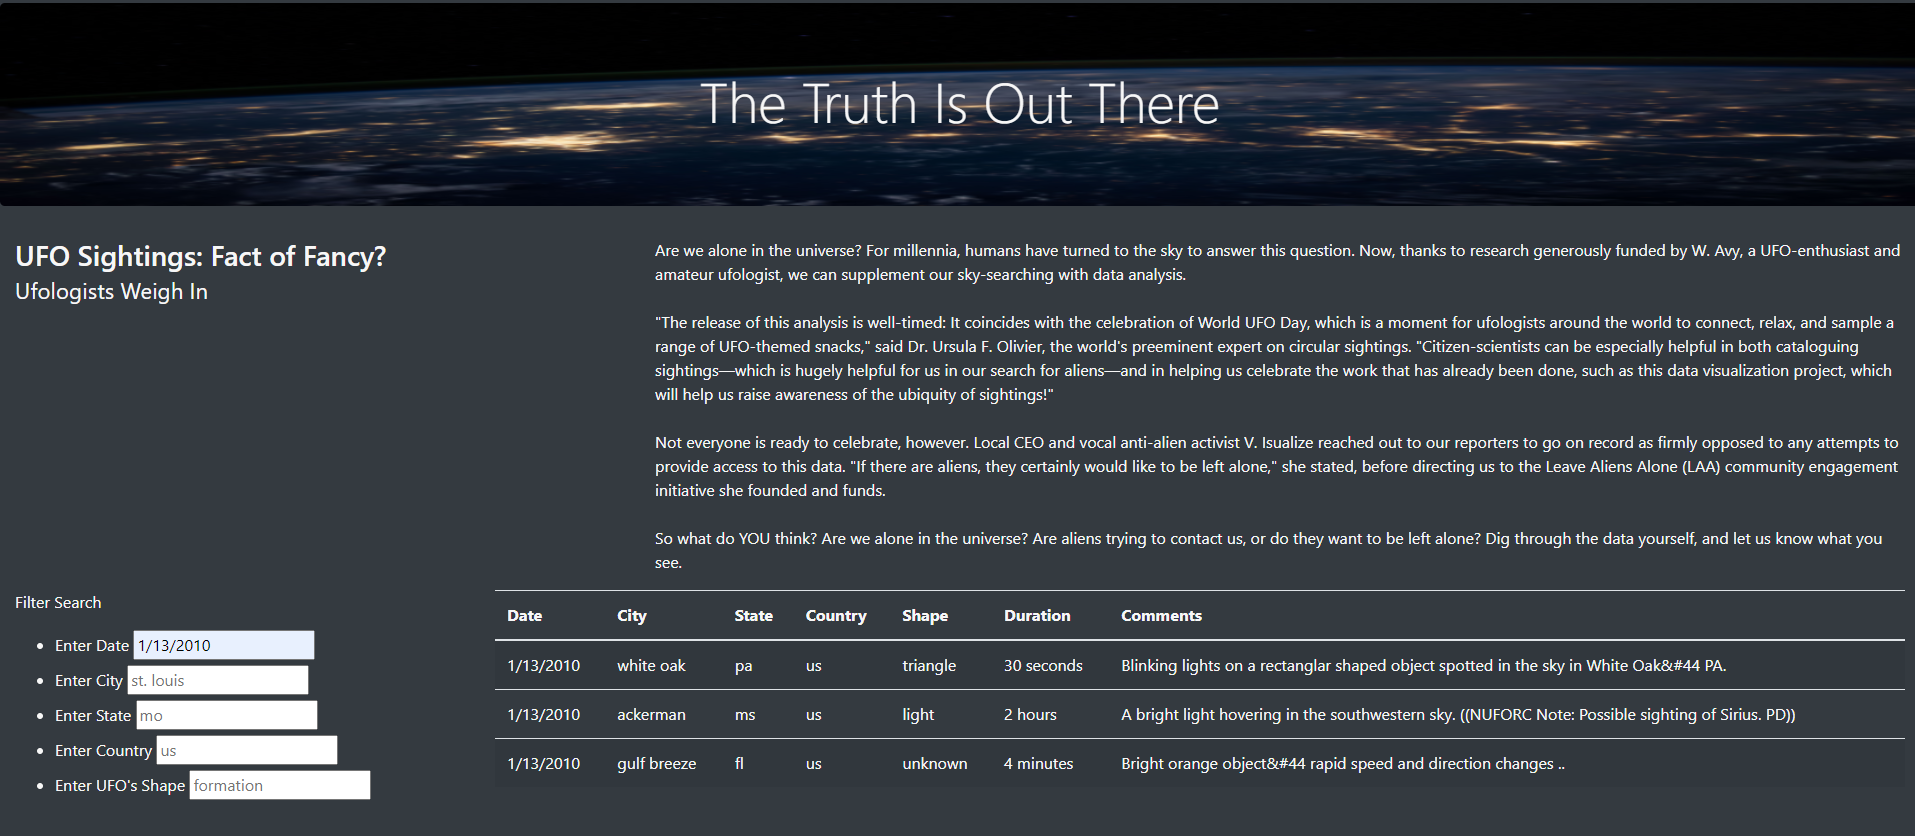 The Truth Is Out There
UFO Sightings: Fact of Fancy?
Ufologists Weigh In
Are we alone in the universe? For millennia, humans have turned to the sky to answer this question. Now, thanks to research generously funded by W. Avy, a UFO-enthusiast and
amateur ufologist, we can supplement our sky-searching with data analysis.
"The release of this analysis is well-timed: It coincides with the celebration of World UFO Day, which is a moment for ufologists around the world to connect, relax, and sample a
range of UFO-themed snacks," said Dr. Ursula F. Olivier, the world's preeminent expert on circular sightings. "Citizen-scientists can be especially helpful in both cataloguing
sightings—which is hugely helpful for us in our search for aliens—and in helping us celebrate the work that has already been done, such as this data visualization project, which
will help us raise awareness of the ubiquity of sightings!"
Not everyone is ready to celebrate, however. Local CEO and vocal anti-alien activist V. Isualize reached out to our reporters to go on record as firmly opposed to any attempts to
provide access to this data. "If there are aliens, they certainly would like to be left alone," she stated, before directing us to the Leave Aliens Alone (LAA) community engagement
initiative she founded and funds.
So what do YOU think? Are we alone in the universe? Are aliens trying to contact us, or do they want to be left alone? Dig through the data yourself, and let us know what you
see.
Filter Search
Enter Date 1/13/2010
Enter City st. louis
Enter State mo
Enter Country us
Enter UFO's Shape formation
Date City State Country Shape Duration Comments
1/13/2010 white oak pa us triangle 30 seconds Blinking lights on a rectanglar shaped object spotted in the sky in White Oak&#44 PA.
1/13/2010 ackerman ms us light 2 hours A bright light hovering in the southwestern sky. ((NUFORC Note: Possible sighting of Sirius. PD))
1/13/2010 gulf breeze fl us unknown 4 minutes Bright orange object&#44 rapid speed and direction changes ..